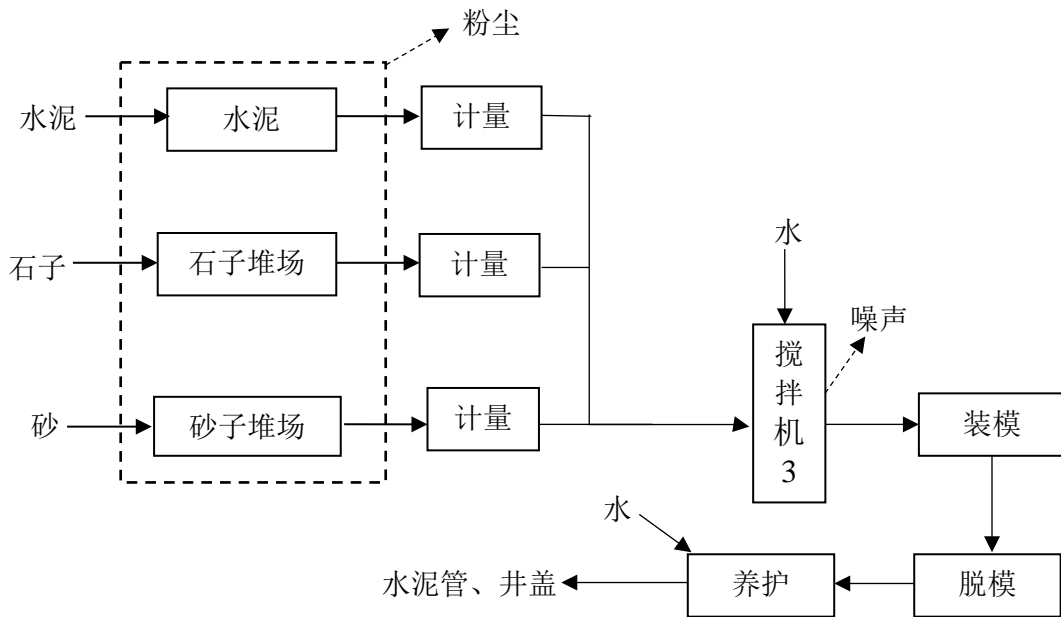 粉尘
水泥
水泥
计量
石子
石子堆场
计量
水
噪声
搅拌机3
砂
砂子堆场
计量
装模
水
水泥管、井盖
养护
脱模